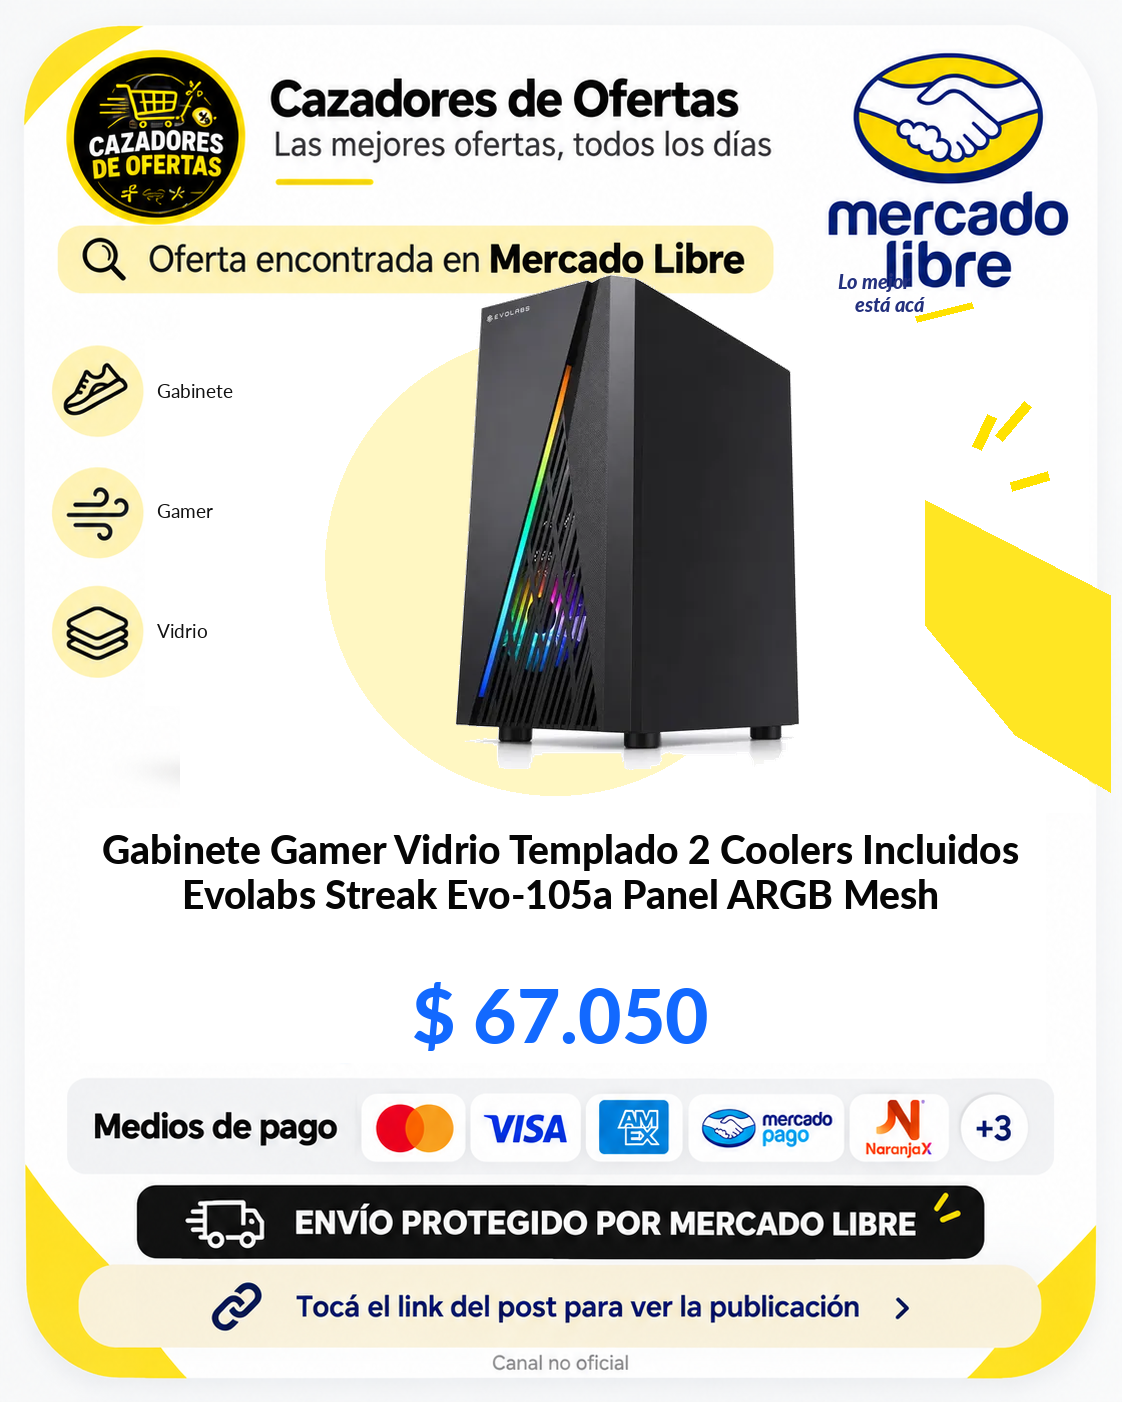 Cazadores de Ofertas
Las mejores ofertas, todos los días
CAZADORES
DE OFERTAS
mercado
libre
Lo mejor
está acá
Oferta encontrada en Mercado Libre
EVOLABS
Gabinete
Gamer
Vidrio
Gabinete Gamer Vidrio Templado 2 Coolers Incluidos
Evolabs Streak Evo-105a Panel ARGB Mesh
$ 67.050
Medios de pago
VISA
AM
EX
mercado
pago
NaranjaX
+3
ENVÍO PROTEGIDO POR MERCADO LIBRE
Tocá el link del post para ver la publicación
Canal no oficial